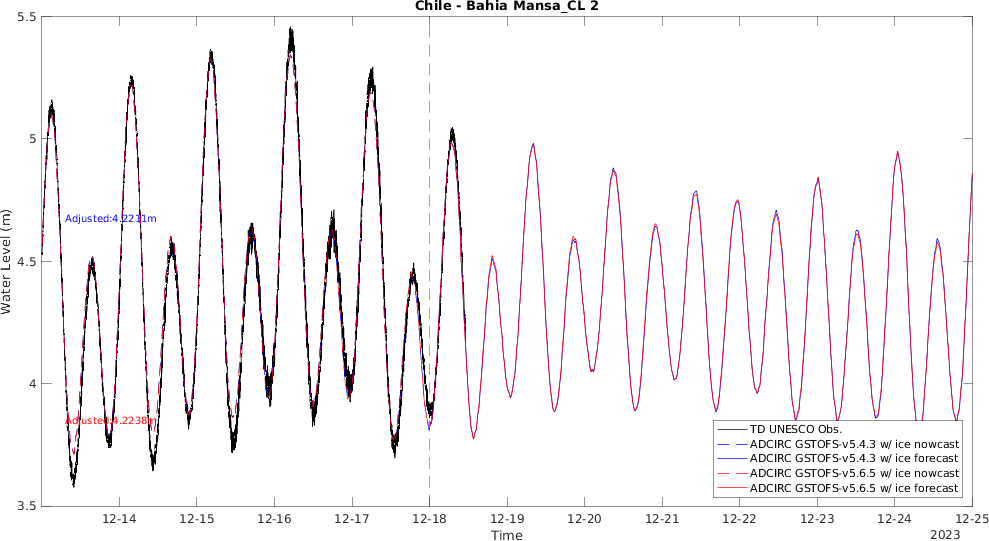 Chile - Bahia Mansa_CL 2
Water Level (m)
5.5
5
4.5
4
3.5
Adjusted:4.2211m
Adjusted:4.2238m
TD UNESCO Obs.
ADCIRC GSTOFS-v5.4.3 w/ ice nowcast
ADCIRC GSTOFS-v5.4.3 w/ ice forecast
ADCIRC GSTOFS-v5.6.5 w/ ice nowcast
ADCIRC GSTOFS-v5.6.5 w/ ice forecast
12-14 12-15 12-16 12-17 12-18 12-19 12-20 12-21 12-22 12-23 12-24 12-25
Time
2023